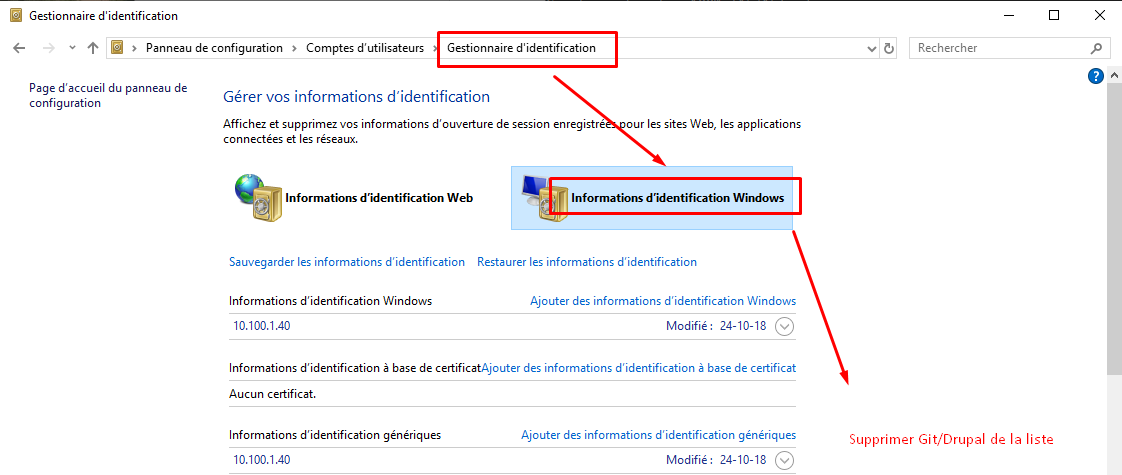 Gestionnaire d'identification
Panneau de configuration > Comptes d'utilisateurs > Gestionnaire d'identification
Rechercher
Page d'accueil du panneau de
configuration
Gérer vos informations d'identification
Affichez et supprimez vos informations d'ouverture de session enregistrées pour les sites Web, les applications
connectées et les réseaux.
Informations d'identification Web
Informations d'identification Windows
Sauvegarder les informations d'identification
Restaurer les informations d'identification
Informations d'identification Windows
Ajouter des informations d'identification Windows
10.100.1.40
Modifié : 24-10-18
Informations d'identification à base de certificat
Ajouter des informations d'identification à base de certificat
Aucun certificat.
Informations d'identification génériques
Ajouter des informations d'identification génériques
10.100.1.40
Modifié : 24-10-18
Supprimer Git/Drupal de la liste